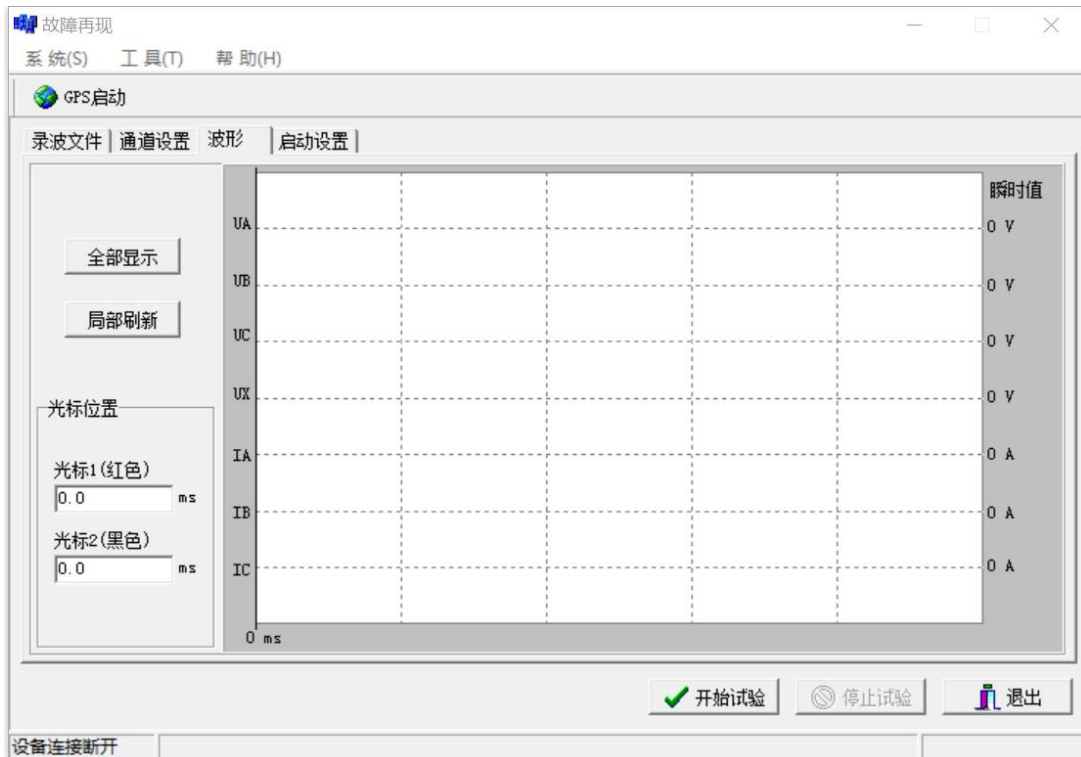 故障再现
系 统(S) 工 具(T) 帮 助(H)
GPS启动
录波文件 通道设置 波形 启动设置
瞬时值
UA 0 V
全部显示
UB 0 V
局部刷新
UC 0 V
UX 0 V
光标位置
IA 0 A
光标1(红色)
0.0 ms
IB 0 A
光标2(黑色)
0.0 ms
IC 0 A
0 ms
开始试验 停止试验 退出
设备连接断开